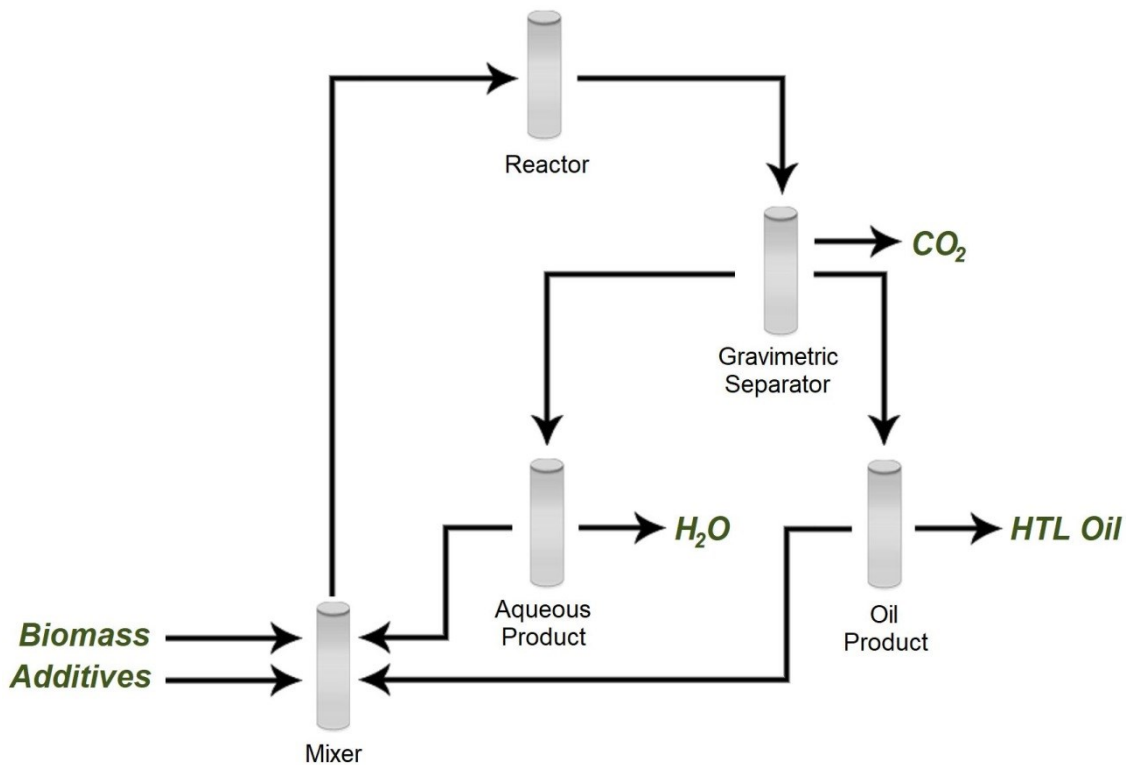 Reactor
CO₂
Gravimetric
Separator
H₂O
HTL Oil
Aqueous
Product
Oil
Product
Biomass
Additives
Mixer